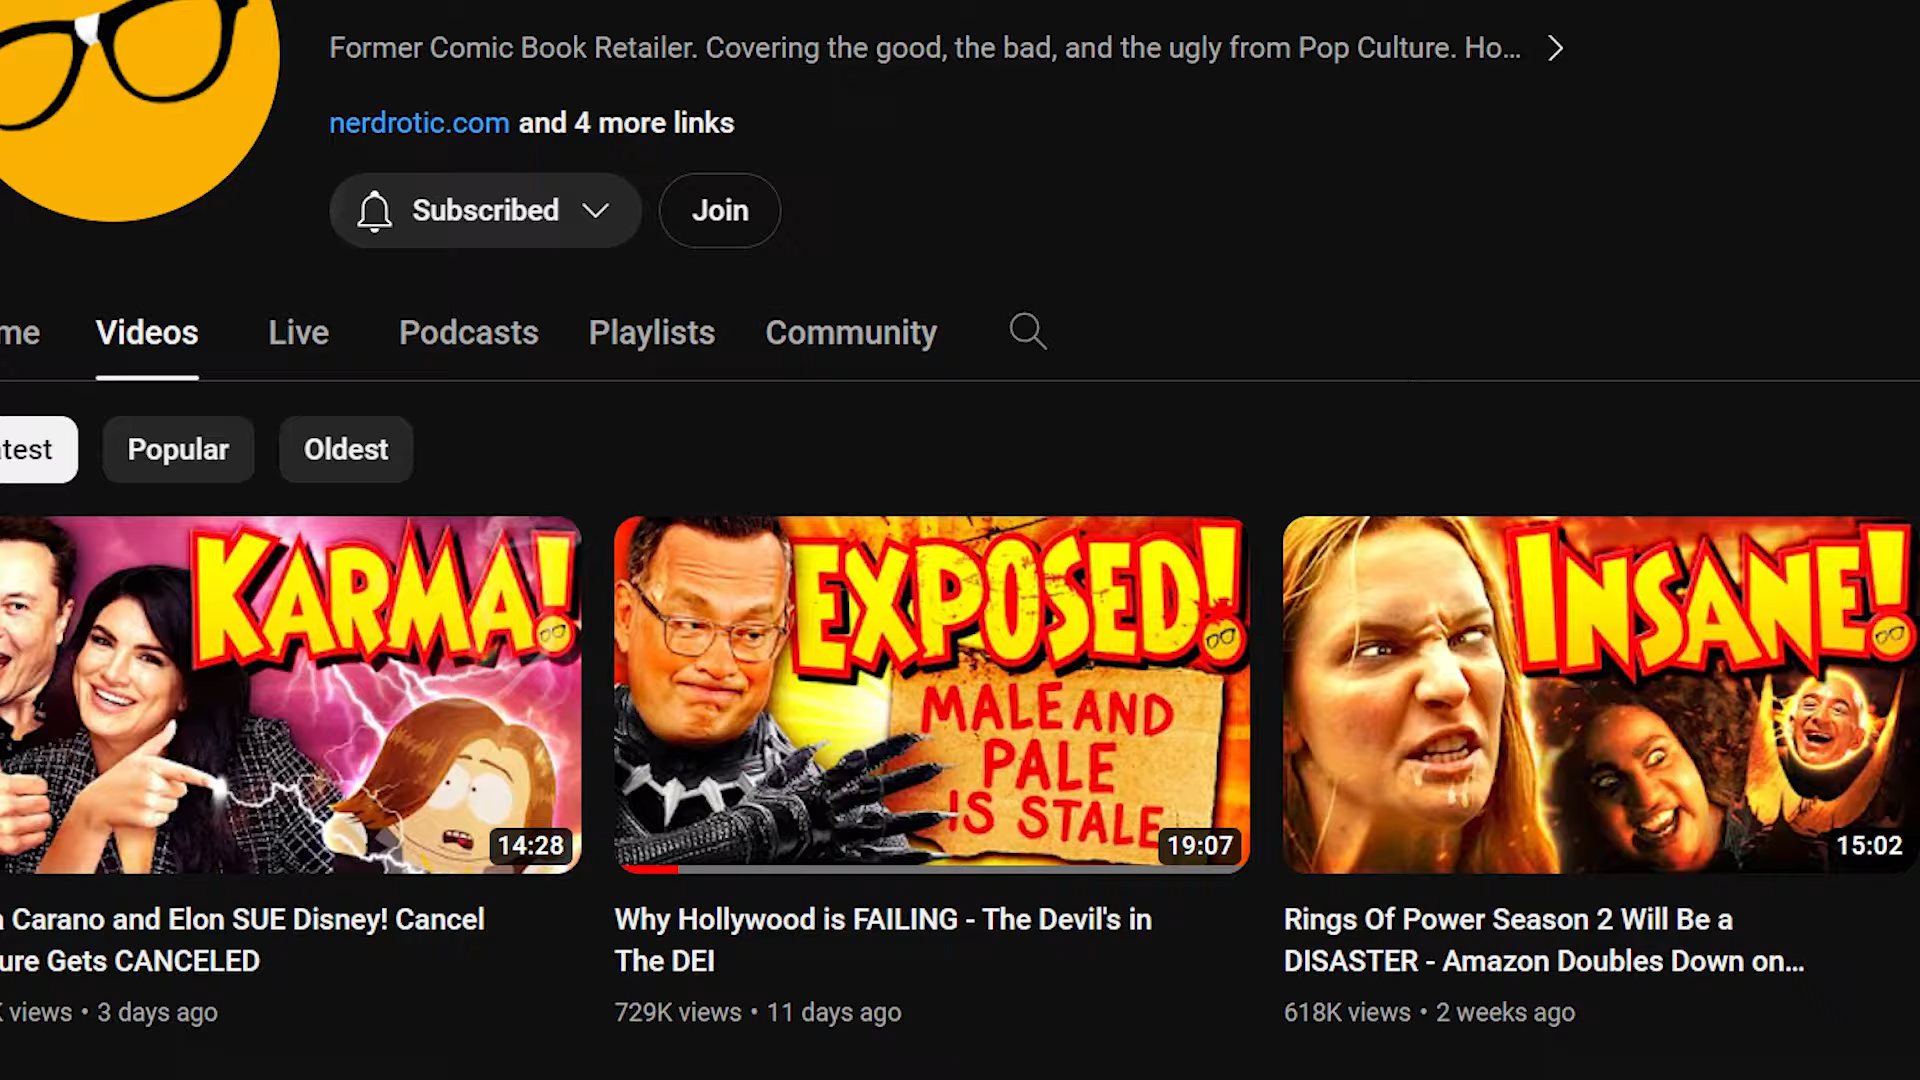 Former Comic Book Retailer. Covering the good, the bad, and the ugly from Pop Culture. Ho...
nerdrotic.com and 4 more links
Subscribed
Join
me
Videos
Live
Podcasts
Playlists
Community
atest
Popular
Oldest
KARMA!
14:28
EXPOSED!
MALE AND
PALE
IS STALE
19:07
INSANE!
15:02
a Carano and Elon SUE Disney! Cancel
ure Gets CANCELED
K views • 3 days ago
Why Hollywood is FAILING - The Devil's in
The DEI
729K views • 11 days ago
Rings Of Power Season 2 Will Be a
DISASTER - Amazon Doubles Down on...
618K views • 2 weeks ago